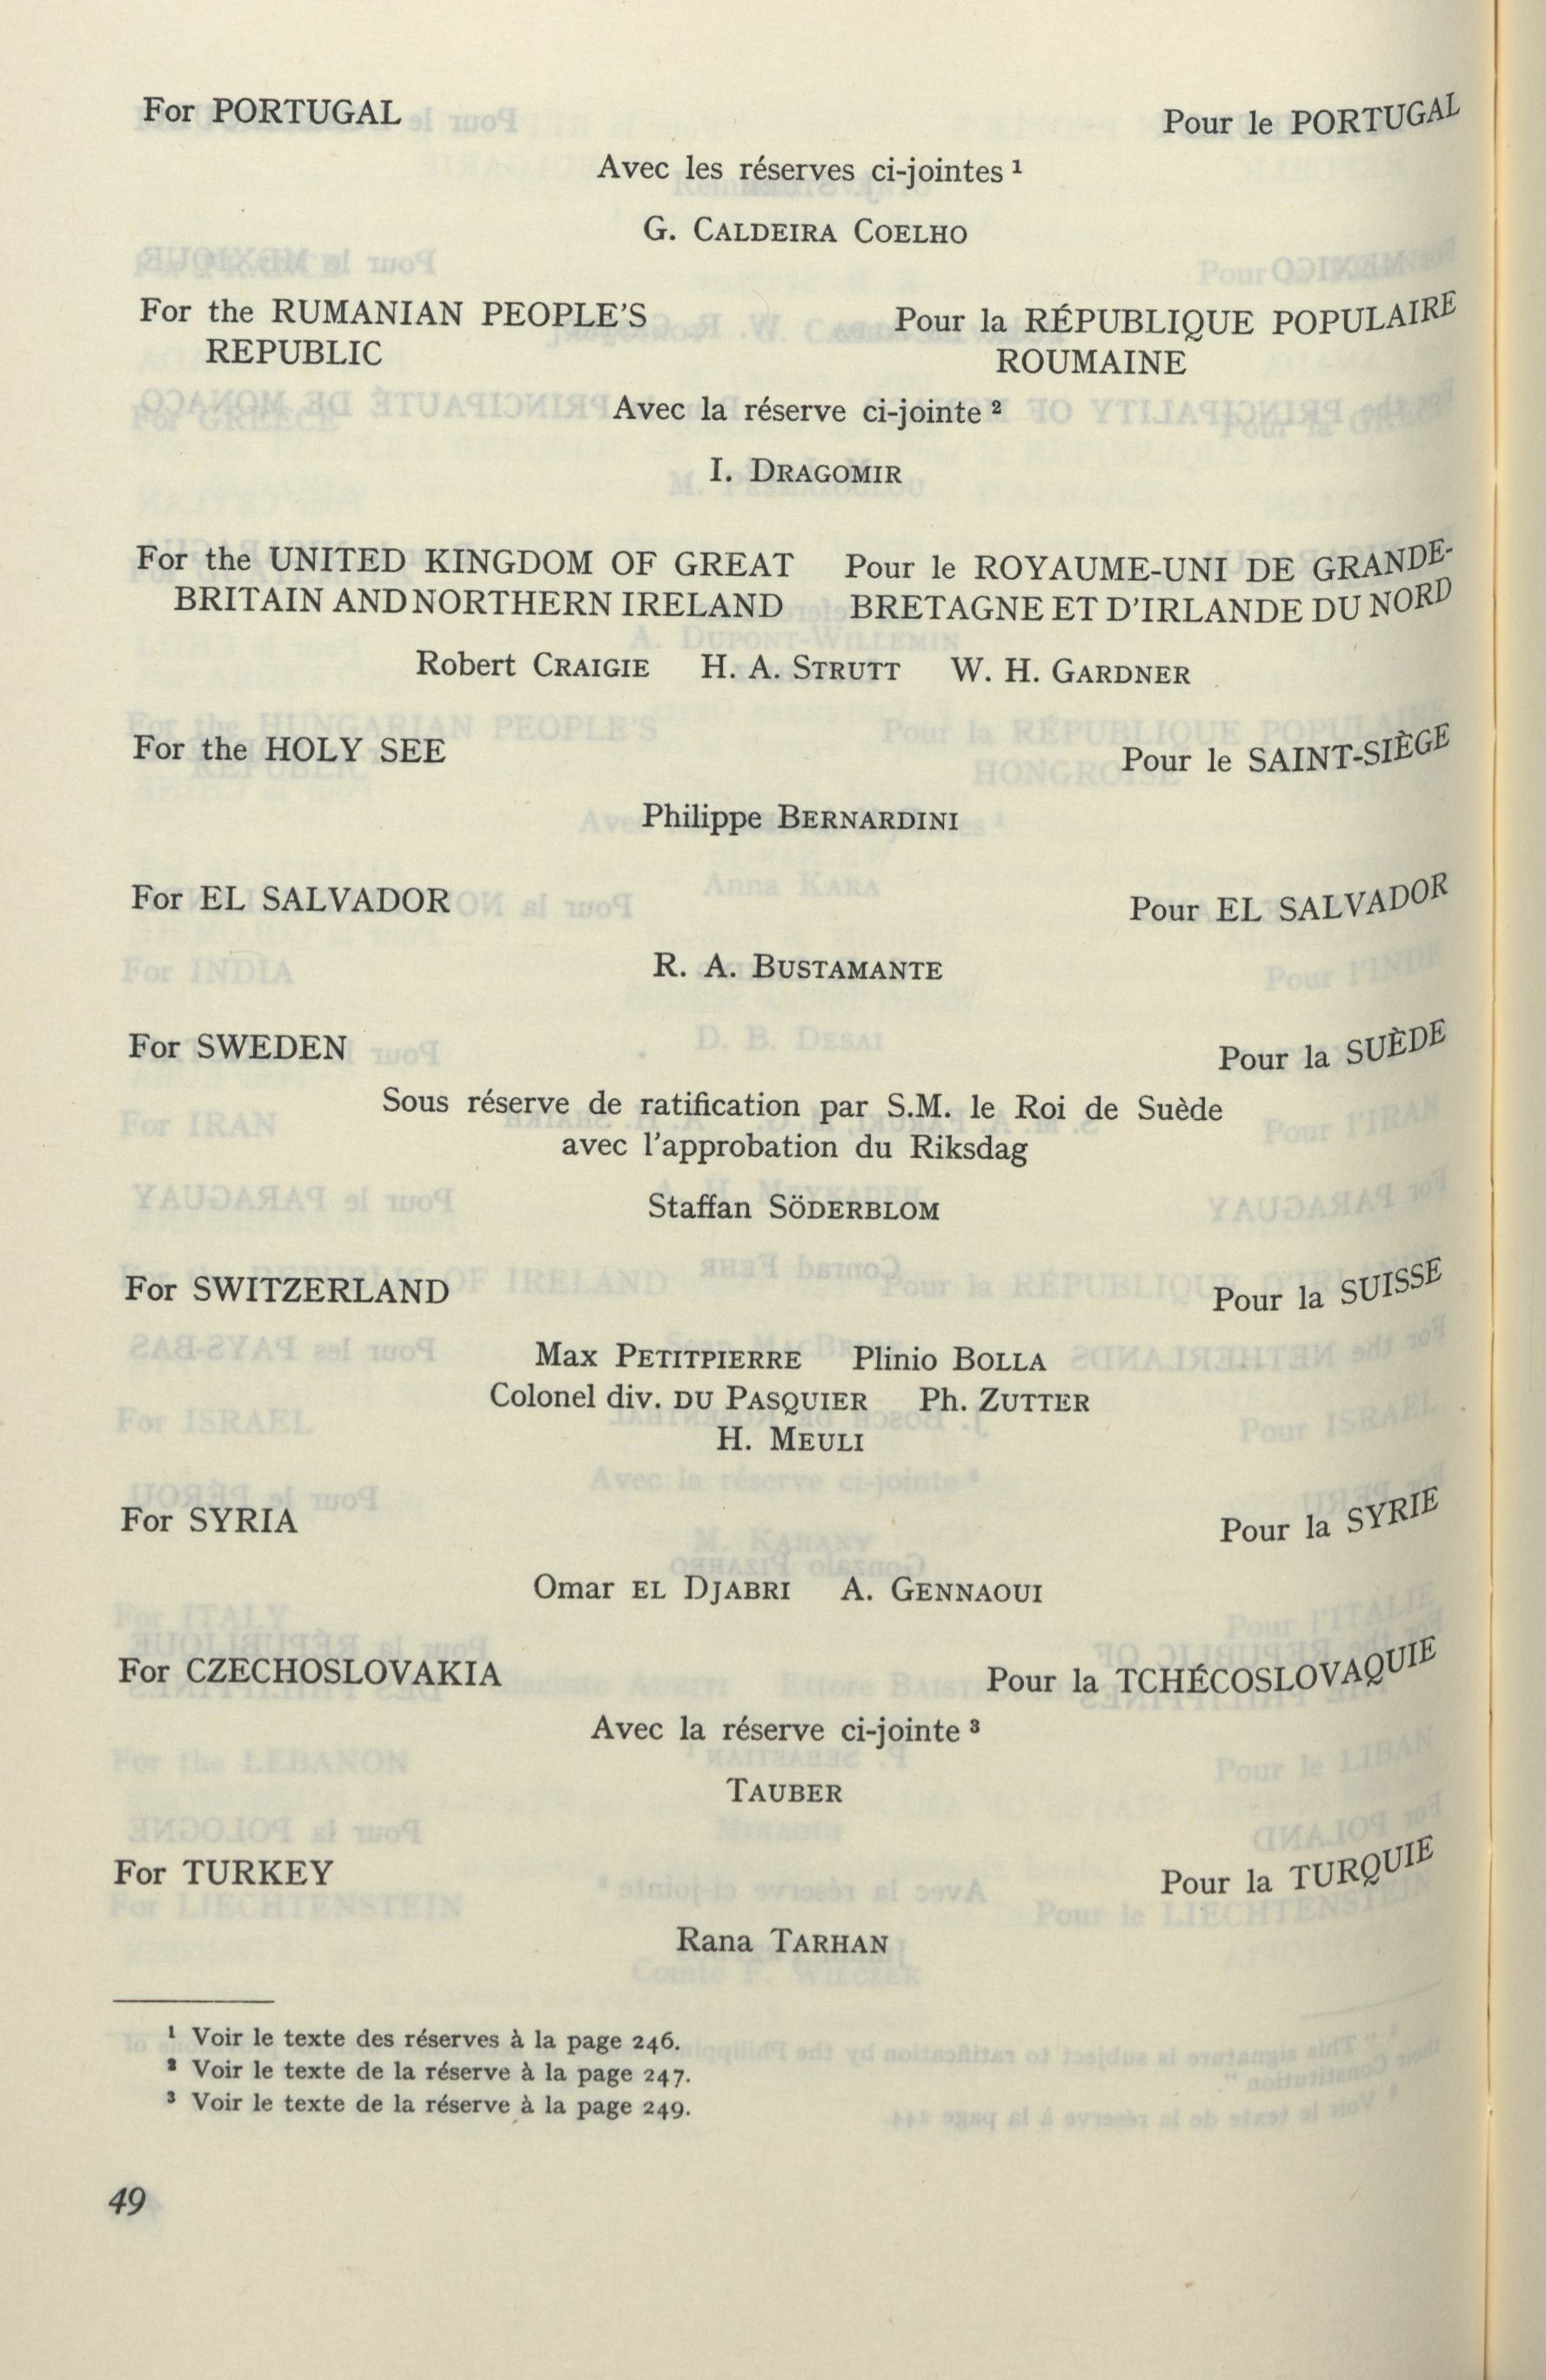 For PORTUGAL Pour le PORTUGAL
Avec les réserves ci-jointes ¹
G. CALDEIRA COELHO
For the RUMANIAN PEOPLE'S Pour la RÉPUBLIQUE POPULAIRE
REPUBLIC ROUMAINE
Avec la réserve ci-jointe ²
I. DRAGOMIR
For the UNITED KINGDOM OF GREAT Pour le ROYAUME-UNI DE GRANDE-
BRITAIN AND NORTHERN IRELAND BRETAGNE ET D'IRLANDE DU NORD
Robert CRAIGIE H. A. STRUTT W. H. GARDNER
For the HOLY SEE Pour le SAINT-SIÈGE
Philippe BERNARDINI
For EL SALVADOR Pour EL SALVADOR
R. A. BUSTAMANTE
For SWEDEN Pour la SUÈDE
Sous réserve de ratification par S.M. le Roi de Suède
avec l'approbation du Riksdag
Staffan SÖDERBLOM
For SWITZERLAND Pour la SUISSE
Max PETITPIERRE Plinio BOLLA
Colonel div. DU PASQUIER Ph. ZUTTER
H. MEULI
For SYRIA Pour la SYRIE
Omar EL DJABRI A. GENNAOUI
For CZECHOSLOVAKIA Pour la TCHÉCOSLOVAQUIE
Avec la réserve ci-jointe ³
TAUBER
For TURKEY Pour la TURQUIE
Rana TARHAN
¹ Voir le texte des réserves à la page 246.
² Voir le texte de la réserve à la page 247.
³ Voir le texte de la réserve à la page 249.
49